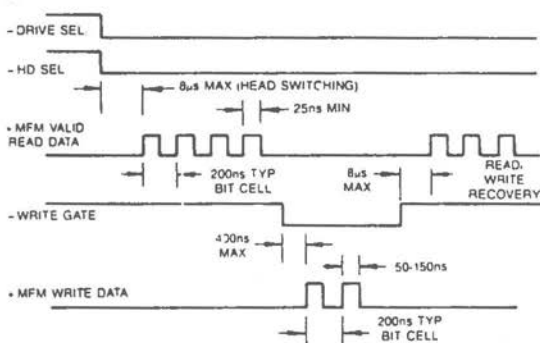 - DRIVE SEL
- HD SEL
8µs MAX (HEAD SWITCHING)
25ns MIN
+ MFM VALID
READ DATA
200ns TYP
BIT CELL
8µs
MAX
READ-
WRITE
RECOVERY
- WRITE GATE
400ns
MAX
50-150ns
+ MFM WRITE DATA
200ns TYP
BIT CELL